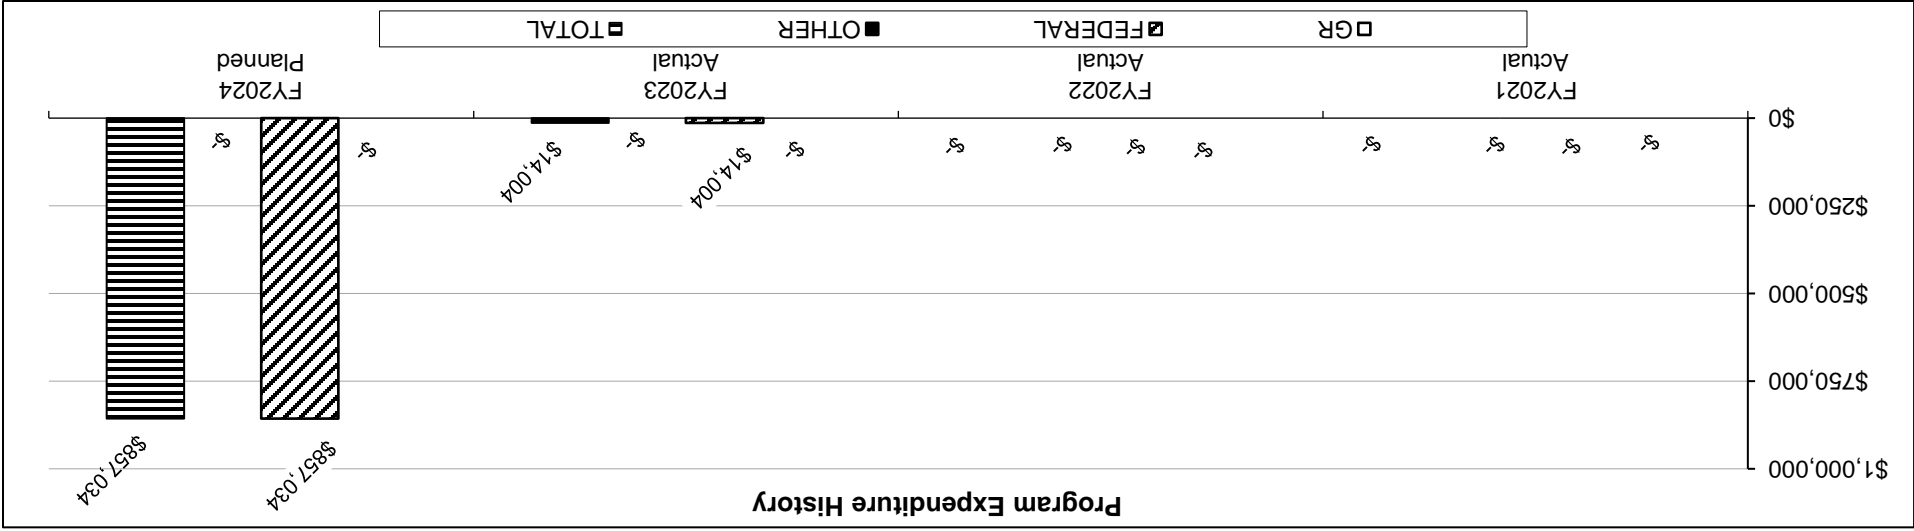 Program Expenditure History
$1,000,000
$750,000
$500,000
$250,000
$0
$-
$-
$-
$-
$-
$-
$-
$-
$-
$14,004
$-
$14,004
$-
$857,034
$-
$857,034
FY2021
Actual
FY2022
Actual
FY2023
Actual
FY2024
Planned
GR
FEDERAL
OTHER
TOTAL